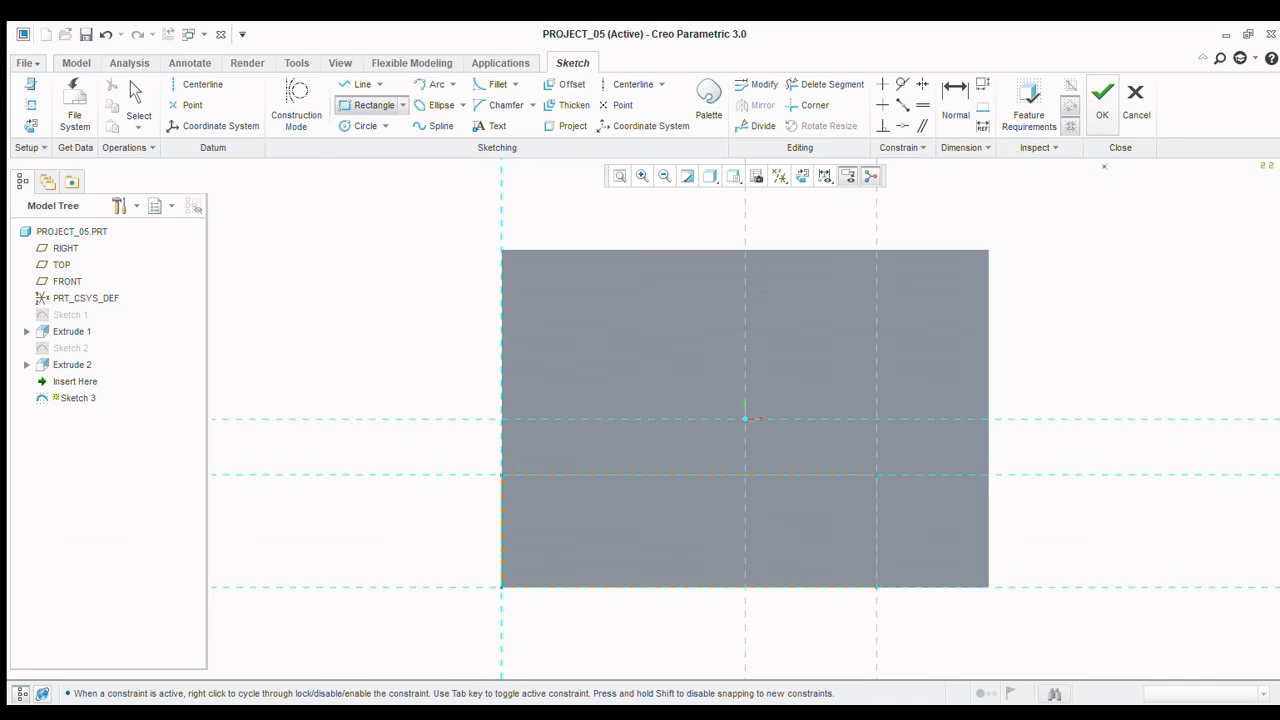 PROJECT_05 (Active) - Creo Parametric 3.0
File Model Analysis Annotate Render Tools View Flexible Modeling Applications Sketch
Centerline Line Arc Fillet Offset Centerline Modify Delete Segment
Rectangle Ellipse Chamfer Thicken Point Mirror Corner
Point
Coordinate System Circle Spline Text Project Coordinate System Divide Rotate Resize
File System
Select
Construction Mode
Palette
Normal
Feature Requirements
OK
Cancel
Setup Get Data Operations Datum Sketching Editing Constrain Dimension Inspect Close
2 2
Model Tree
PROJECT_05.PRT
RIGHT
TOP
FRONT
PRT_CSYS_DEF
Sketch 1
Extrude 1
Sketch 2
Extrude 2
Insert Here
Sketch 3
When a constraint is active, right click to cycle through lock/disable/enable the constraint. Use Tab key to toggle active constraint. Press and hold Shift to disable snapping to new constraints.